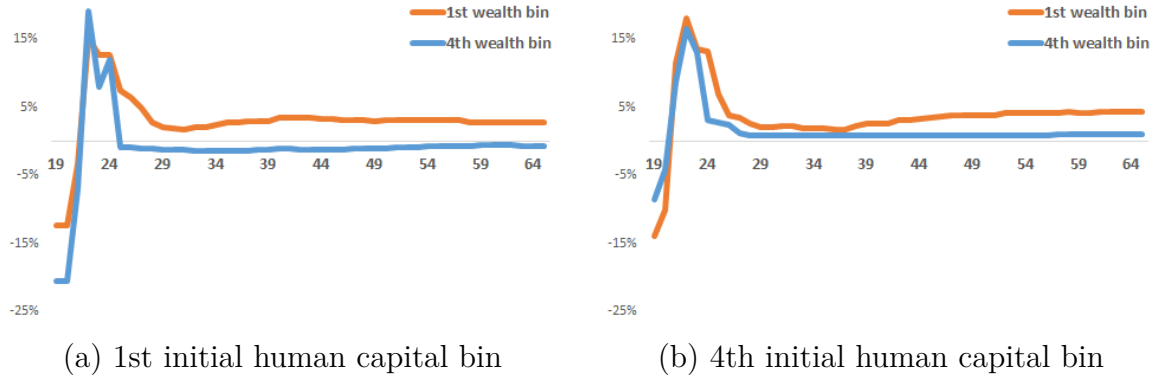 1st wealth bin
4th wealth bin
15%
5%
-5%
-15%
-25%
19 24 29 34 39 44 49 54 59 64
(a) 1st initial human capital bin
1st wealth bin
4th wealth bin
15%
5%
-5%
-15%
-25%
19 24 29 34 39 44 49 54 59 64
(b) 4th initial human capital bin